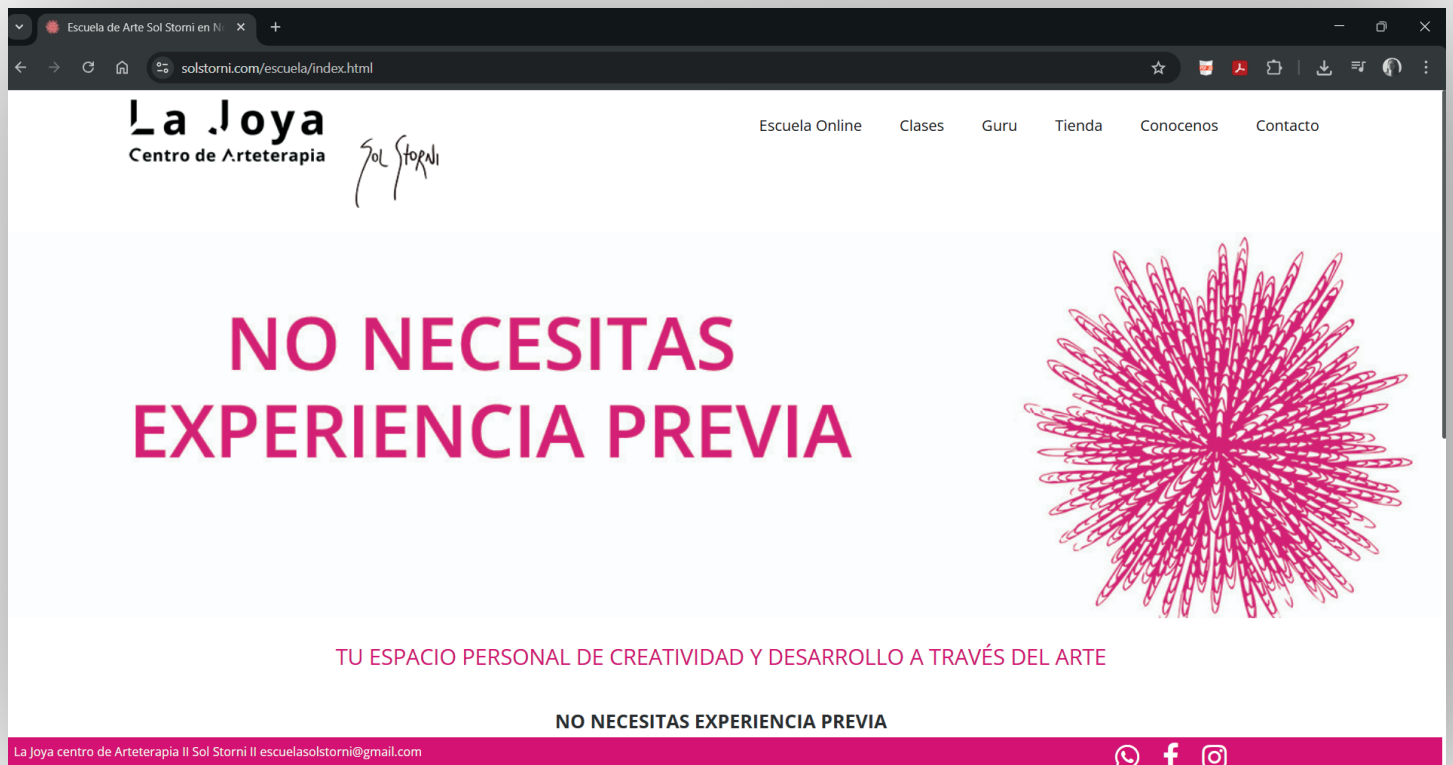 Escuela de Arte Sol Storni en No
solstorni.com/escuela/index.html
La Joya
Centro de Arteterapia
SOL STORNI
Escuela Online Clases Guru Tienda Conocenos Contacto
NO NECESITAS
EXPERIENCIA PREVIA
TU ESPACIO PERSONAL DE CREATIVIDAD Y DESARROLLO A TRAVÉS DEL ARTE
NO NECESITAS EXPERIENCIA PREVIA
La Joya centro de Arteterapia II Sol Storni II escuelasolstorni@gmail.com